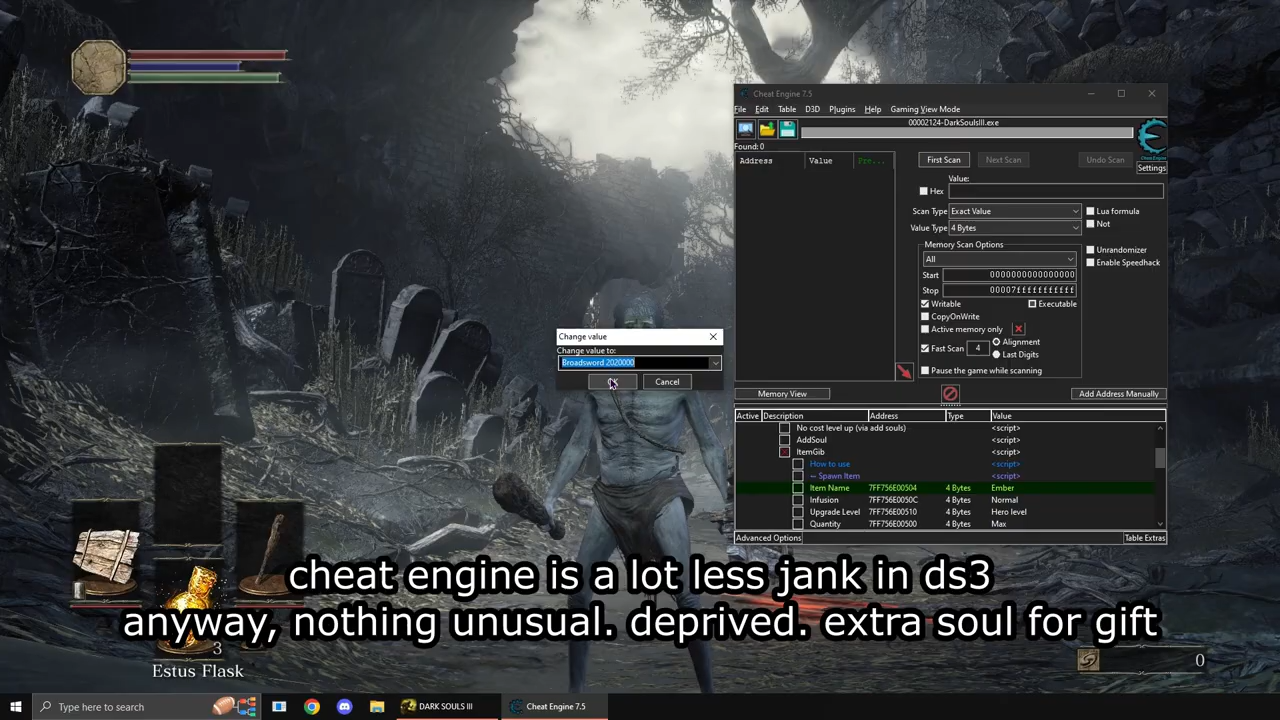 Cheat Engine 7.5
File Edit Table D3D Plugins Help Gaming View Mode
00002124-DarkSoulsIII.exe
Found: 0
Address Value Pre...
First Scan Next Scan Undo Scan
Settings
Value:
Hex
Scan Type Exact Value
Lua formula
Not
Value Type 4 Bytes
Memory Scan Options
All
Unrandomizer
Enable Speedhack
Start 0000000000000000
Stop 00007fffffffffff
Writable Executable
CopyOnWrite
Active memory only
Fast Scan 4 Alignment
Last Digits
Pause the game while scanning
Memory View Add Address Manually
Change value
Change value to:
Broadsword 2020000
OK Cancel
Active Description Address Type Value
No cost level up (via add souls) <script>
AddSoul <script>
ItemGib <script>
How to use <script>
-- Spawn Item <script>
Item Name 7FF756E00504 4 Bytes Ember
Infusion 7FF756E0050C 4 Bytes Normal
Upgrade Level 7FF756E00510 4 Bytes Hero level
Quantity 7FF756E00500 4 Bytes Max
Advanced Options Table Extras
cheat engine is a lot less jank in ds3
anyway, nothing unusual. deprived. extra soul for gift
3
Estus Flask
0
Type here to search
DARK SOULS III
Cheat Engine 7.5